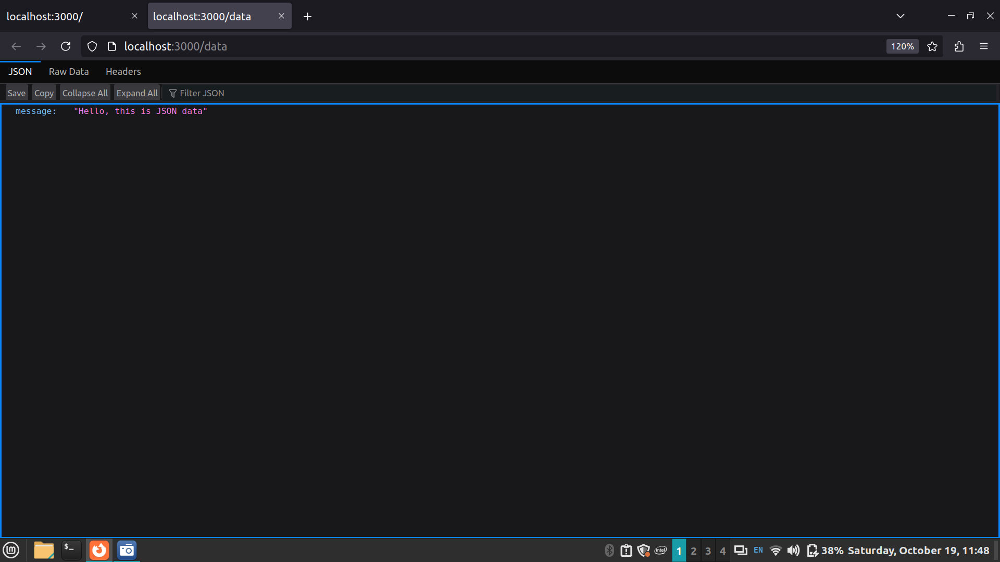 localhost:3000/
localhost:3000/data
localhost:3000/data
120%
JSON Raw Data Headers
Save Copy Collapse All Expand All Filter JSON
message: "Hello, this is JSON data"
lm $_ intel 1 2 3 4 EN 38% Saturday, October 19, 11:48